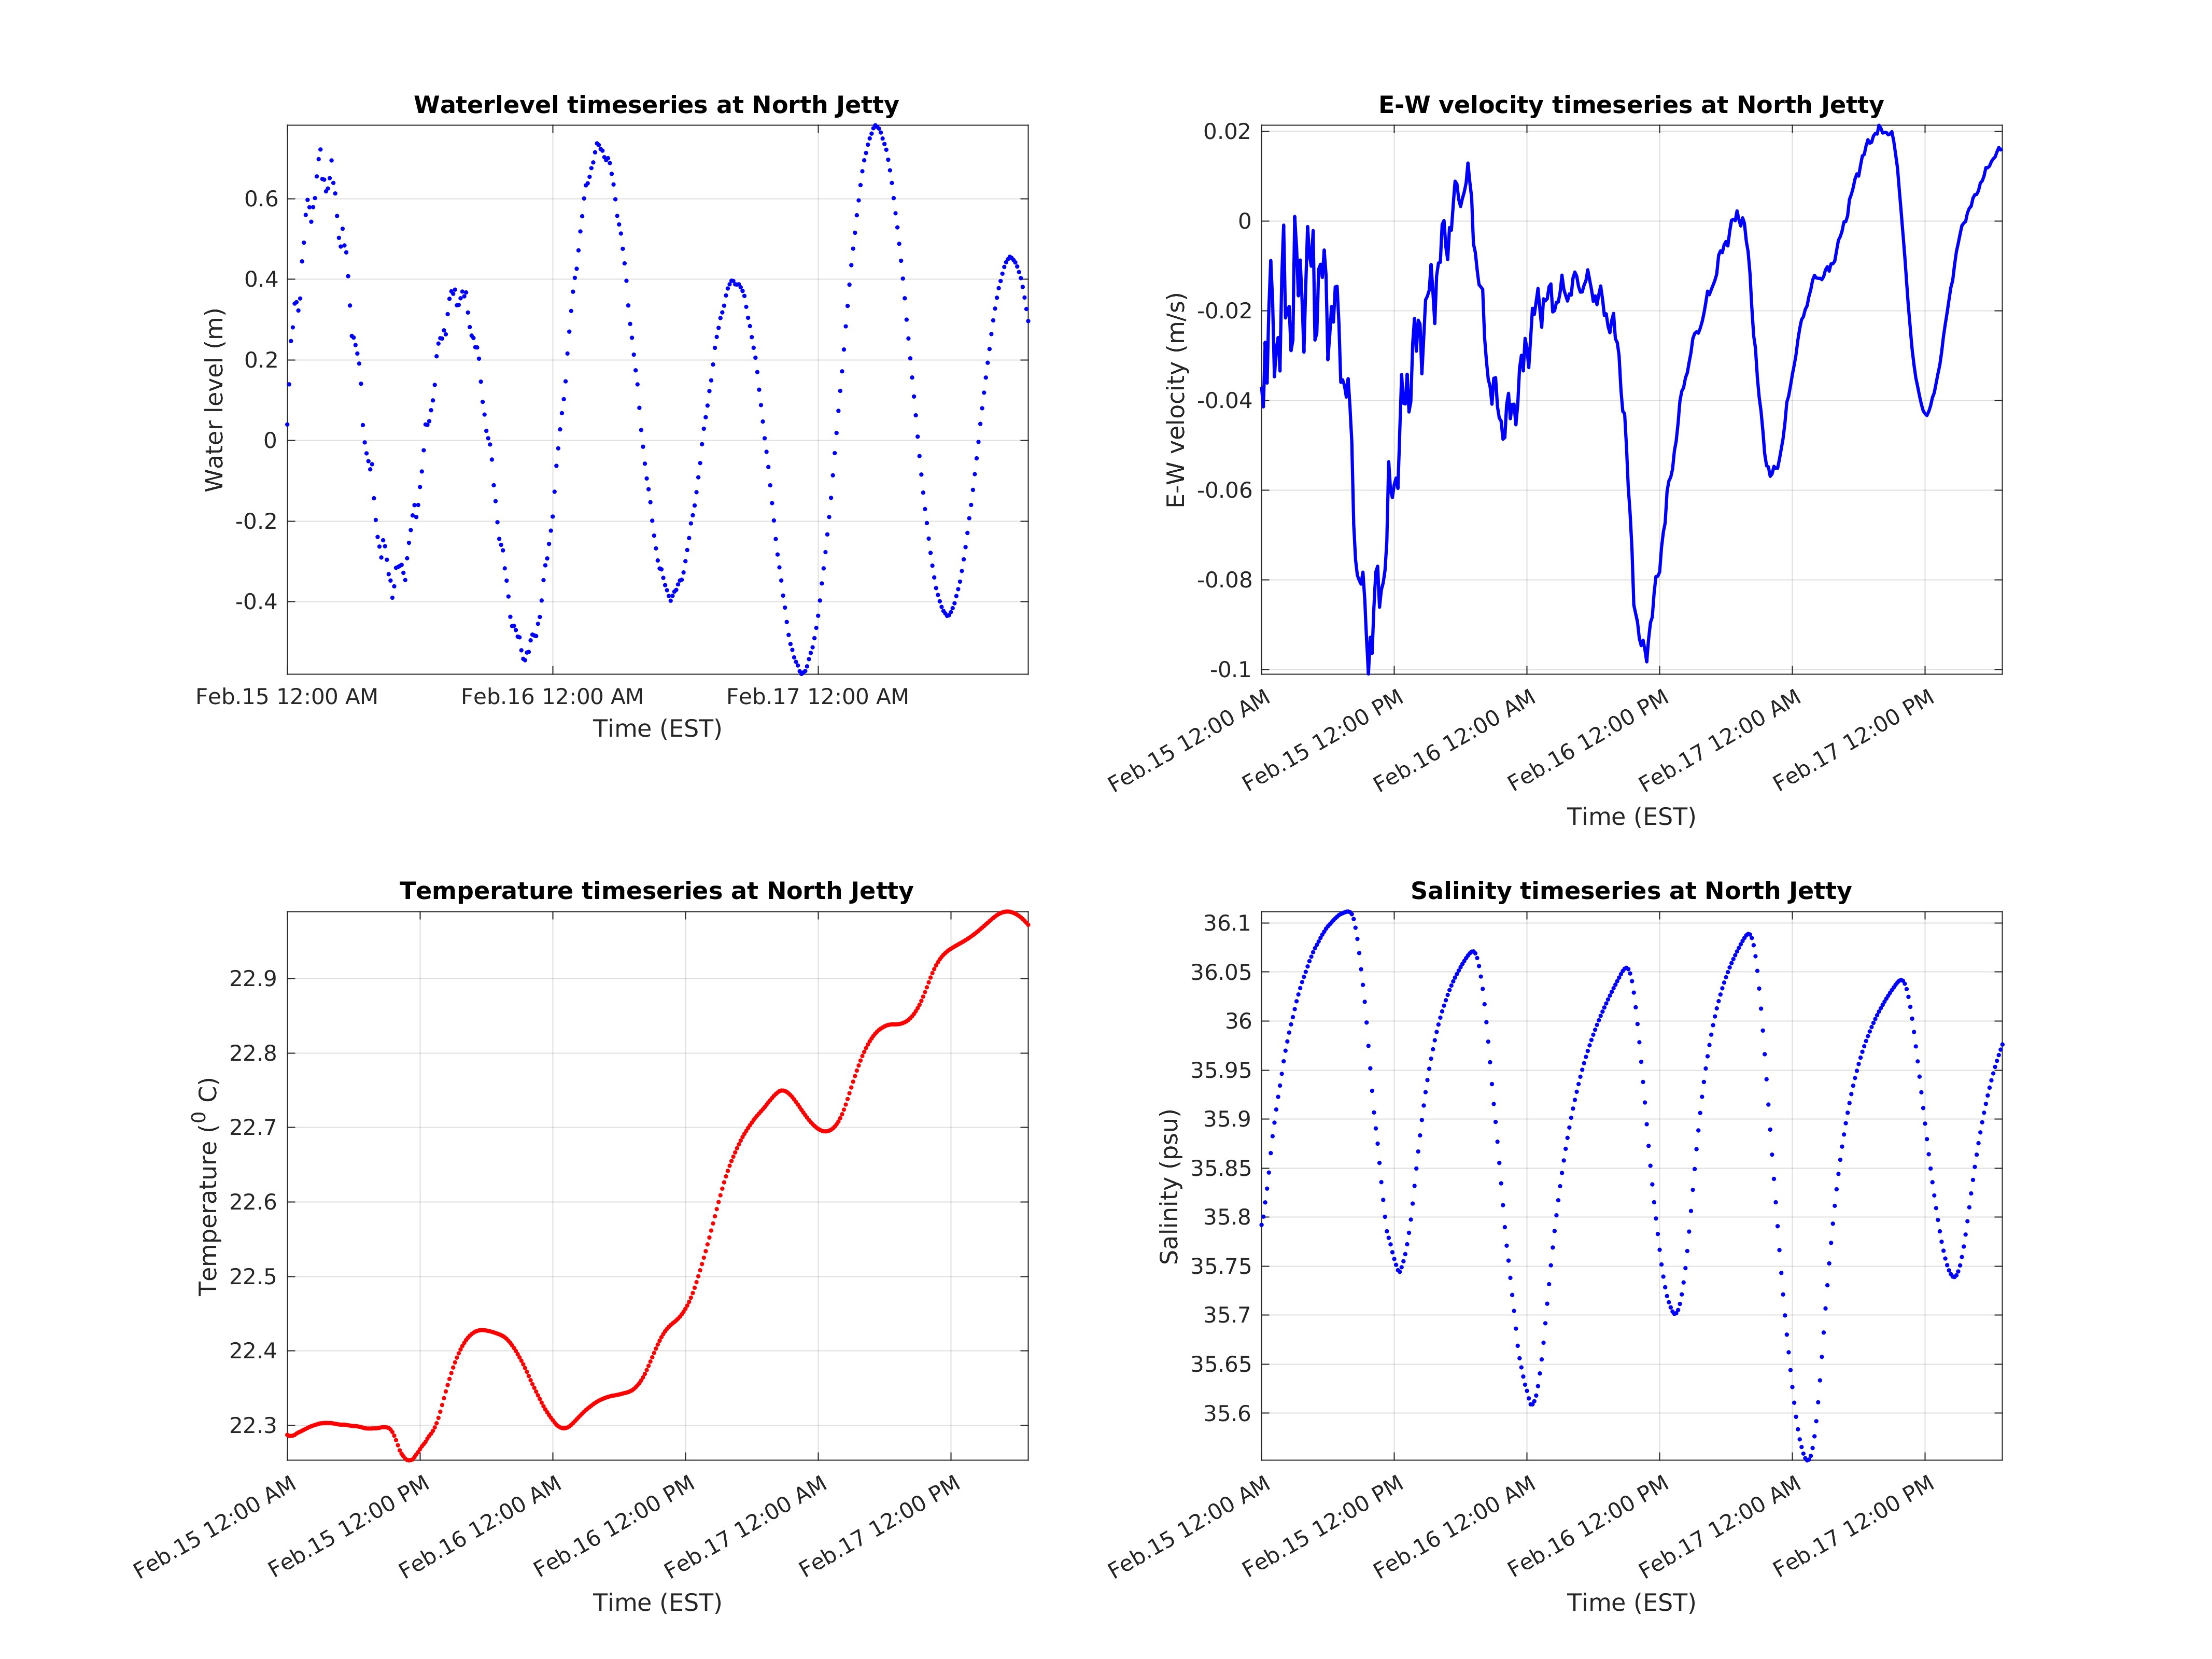 Waterlevel timeseries at North Jetty
Water level (m)
0.6
0.4
0.2
0
-0.2
-0.4
Feb.15 12:00 AM
Feb.16 12:00 AM
Feb.17 12:00 AM
Time (EST)
E-W velocity timeseries at North Jetty
E-W velocity (m/s)
0.02
0
-0.02
-0.04
-0.06
-0.08
-0.1
Feb.15 12:00 AM
Feb.15 12:00 PM
Feb.16 12:00 AM
Feb.16 12:00 PM
Feb.17 12:00 AM
Feb.17 12:00 PM
Time (EST)
Temperature timeseries at North Jetty
Temperature (⁰ C)
22.9
22.8
22.7
22.6
22.5
22.4
22.3
Feb.15 12:00 AM
Feb.15 12:00 PM
Feb.16 12:00 AM
Feb.16 12:00 PM
Feb.17 12:00 AM
Feb.17 12:00 PM
Time (EST)
Salinity timeseries at North Jetty
Salinity (psu)
36.1
36.05
36
35.95
35.9
35.85
35.8
35.75
35.7
35.65
35.6
Feb.15 12:00 AM
Feb.15 12:00 PM
Feb.16 12:00 AM
Feb.16 12:00 PM
Feb.17 12:00 AM
Feb.17 12:00 PM
Time (EST)